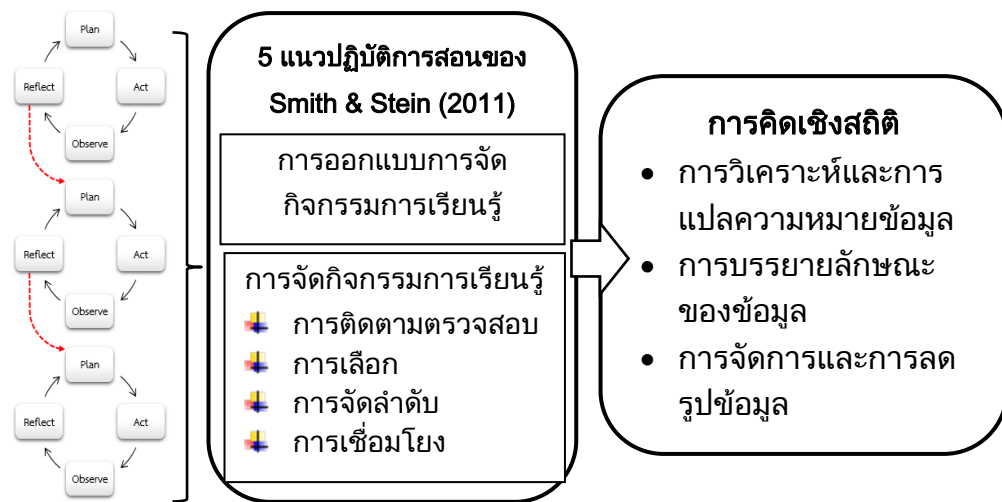 Plan
Reflect
Act
Observe
Plan
Reflect
Act
Observe
Plan
Reflect
Act
Observe
5 แนวปฏิบัติการสอนของ
Smith & Stein (2011)
การออกแบบการจัด
กิจกรรมการเรียนรู้
การจัดกิจกรรมการเรียนรู้
การติดตามตรวจสอบ
การเลือก
การจัดลำดับ
การเชื่อมโยง
การคิดเชิงสถิติ
• การวิเคราะห์และการ
แปลความหมายข้อมูล
• การบรรยายลักษณะ
ของข้อมูล
• การจัดการและการลด
รูปข้อมูล